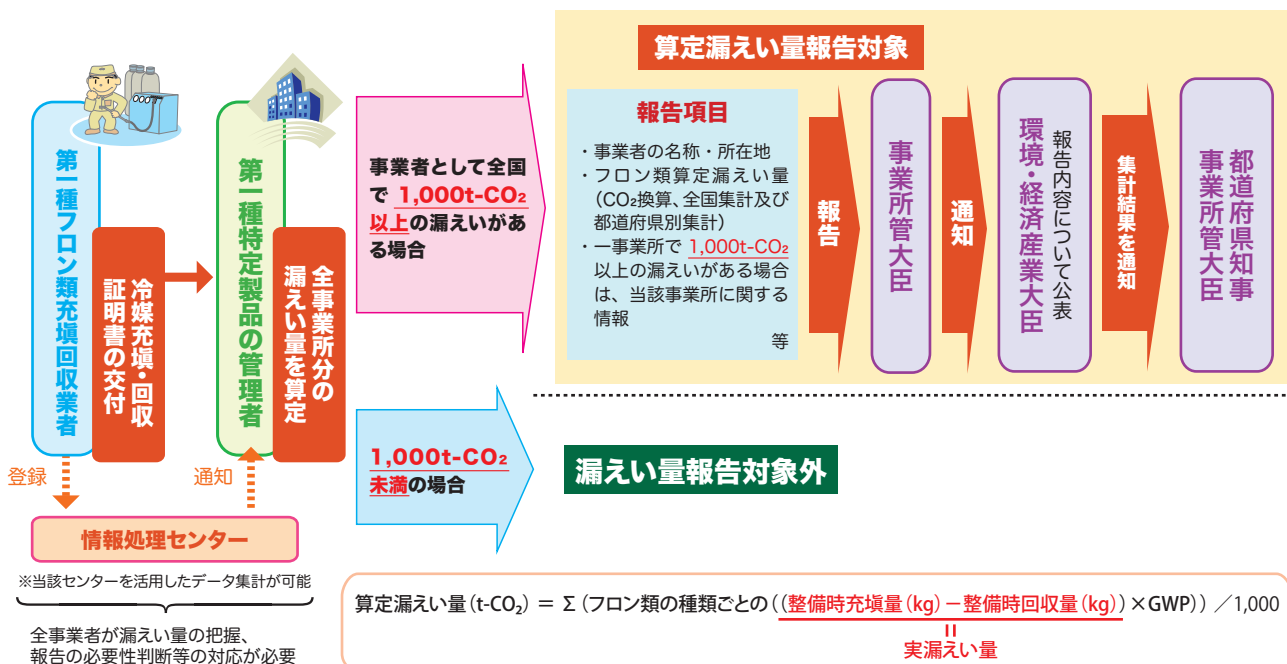 第一種フロン類充塡回収業者
冷媒充塡・回収
証明書の交付
第一種特定製品の管理者
全事業所分の
漏えい量を算定
登録
通知
情報処理センター
※当該センターを活用したデータ集計が可能
全事業者が漏えい量の把握、
報告の必要性判断等の対応が必要
事業者として全国
で 1,000t-CO₂
以上の漏えいがあ
る場合
1,000t-CO₂
未満の場合
算定漏えい量報告対象
報告項目
・事業者の名称・所在地
・フロン類算定漏えい量
(CO₂換算、全国集計及び
都道府県別集計)
・一事業所で 1,000t-CO₂
以上の漏えいがある場合
は、当該事業所に関する
情報
等
報告
事業所管大臣
通知
環境・経済産業大臣
報告内容について公表
集計結果を通知
都道府県知事
事業所管大臣
漏えい量報告対象外
算定漏えい量(t-CO₂) = Σ (フロン類の種類ごとの((整備時充塡量(kg) −整備時回収量(kg)) ×GWP)) ／1,000
=
実漏えい量